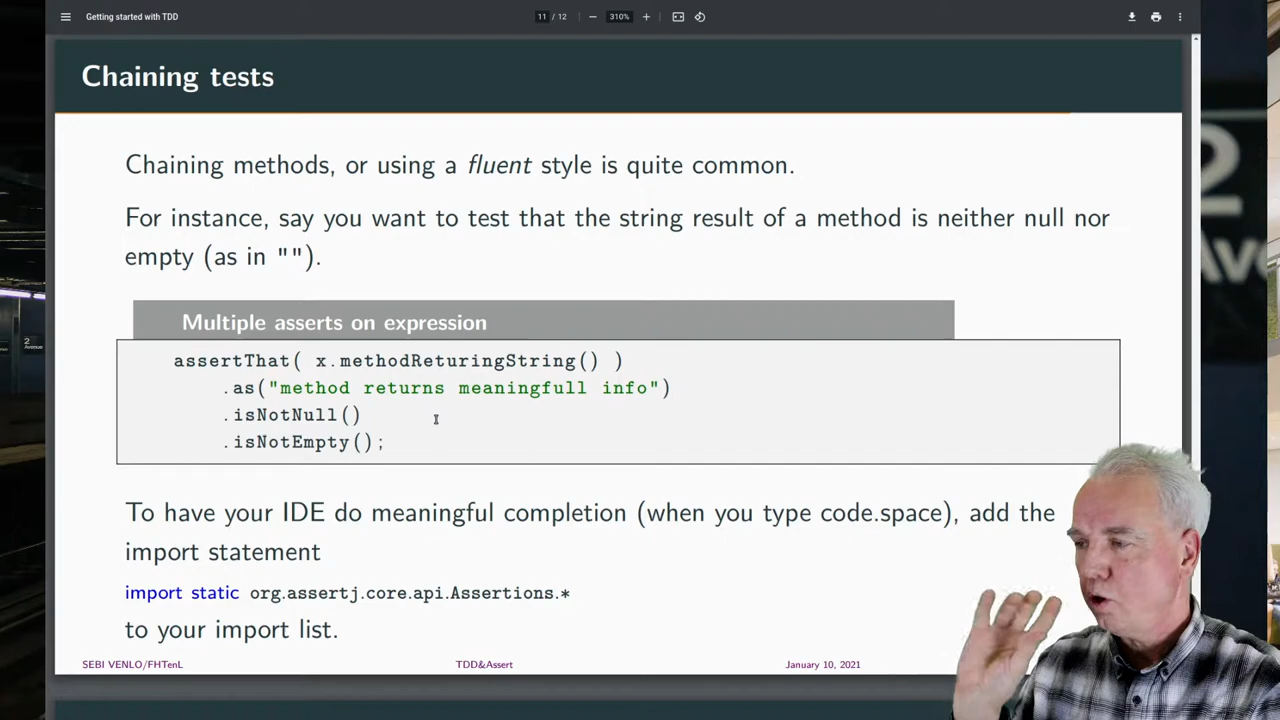 Getting started with TDD
11 / 12
310%
Chaining tests
Chaining methods, or using a fluent style is quite common.
For instance, say you want to test that the string result of a method is neither null nor
empty (as in "").
Multiple asserts on expression
assertThat( x.methodReturingString() )
.as("method returns meaningfull info")
.isNotNull()
.isNotEmpty();
To have your IDE do meaningful completion (when you type code.space), add the
import statement
import static org.assertj.core.api.Assertions.*
to your import list.
SEBI VENLO/FHTenL
TDD&Assert
January 10, 2021
2
Av
2